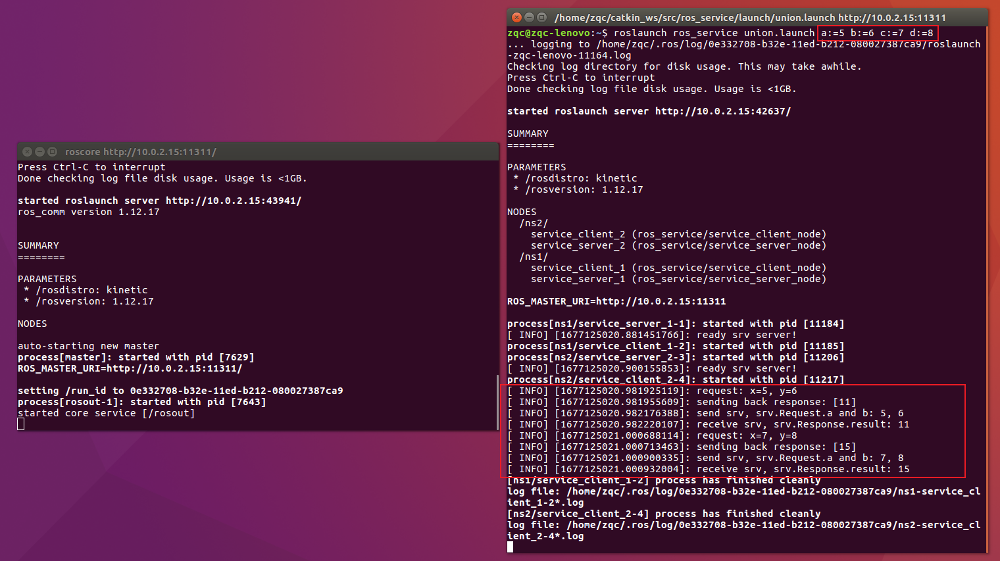 roscore http://10.0.2.15:11311/
Press Ctrl-C to interrupt
Done checking log file disk usage. Usage is <1GB.
started roslaunch server http://10.0.2.15:43941/
ros_comm version 1.12.17
SUMMARY
========
PARAMETERS
* /rosdistro: kinetic
* /rosversion: 1.12.17
NODES
auto-starting new master
process[master]: started with pid [7629]
ROS_MASTER_URI=http://10.0.2.15:11311/
setting /run_id to 0e332708-b32e-11ed-b212-080027387ca9
process[rosout-1]: started with pid [7643]
started core service [/rosout]
/home/zqc/catkin_ws/src/ros_service/launch/union.launch http://10.0.2.15:11311
zqc@zqc-lenovo:~$ roslaunch ros_service union.launch a:=5 b:=6 c:=7 d:=8
... logging to /home/zqc/.ros/log/0e332708-b32e-11ed-b212-080027387ca9/roslaunch
-zqc-lenovo-11164.log
Checking log directory for disk usage. This may take awhile.
Press Ctrl-C to interrupt
Done checking log file disk usage. Usage is <1GB.
started roslaunch server http://10.0.2.15:42637/
SUMMARY
========
PARAMETERS
* /rosdistro: kinetic
* /rosversion: 1.12.17
NODES
/ns2/
service_client_2 (ros_service/service_client_node)
service_server_2 (ros_service/service_server_node)
/ns1/
service_client_1 (ros_service/service_client_node)
service_server_1 (ros_service/service_server_node)
ROS_MASTER_URI=http://10.0.2.15:11311
process[ns1/service_server_1-1]: started with pid [11184]
[ INFO] [1677125020.881451766]: ready srv server!
process[ns1/service_client_1-2]: started with pid [11185]
process[ns2/service_server_2-3]: started with pid [11206]
[ INFO] [1677125020.900155853]: ready srv server!
process[ns2/service_client_2-4]: started with pid [11217]
[ INFO] [1677125020.981925119]: request: x=5, y=6
[ INFO] [1677125020.981955609]: sending back response: [11]
[ INFO] [1677125020.982176388]: send srv, srv.Request.a and b: 5, 6
[ INFO] [1677125020.982220107]: receive srv, srv.Response.result: 11
[ INFO] [1677125021.000688114]: request: x=7, y=8
[ INFO] [1677125021.000713463]: sending back response: [15]
[ INFO] [1677125021.000900335]: send srv, srv.Request.a and b: 7, 8
[ INFO] [1677125021.000932004]: receive srv, srv.Response.result: 15
[ns1/service_client_1-2] process has finished cleanly
log file: /home/zqc/.ros/log/0e332708-b32e-11ed-b212-080027387ca9/ns1-service_cl
ient_1-2*.log
[ns2/service_client_2-4] process has finished cleanly
log file: /home/zqc/.ros/log/0e332708-b32e-11ed-b212-080027387ca9/ns2-service_cl
ient_2-4*.log